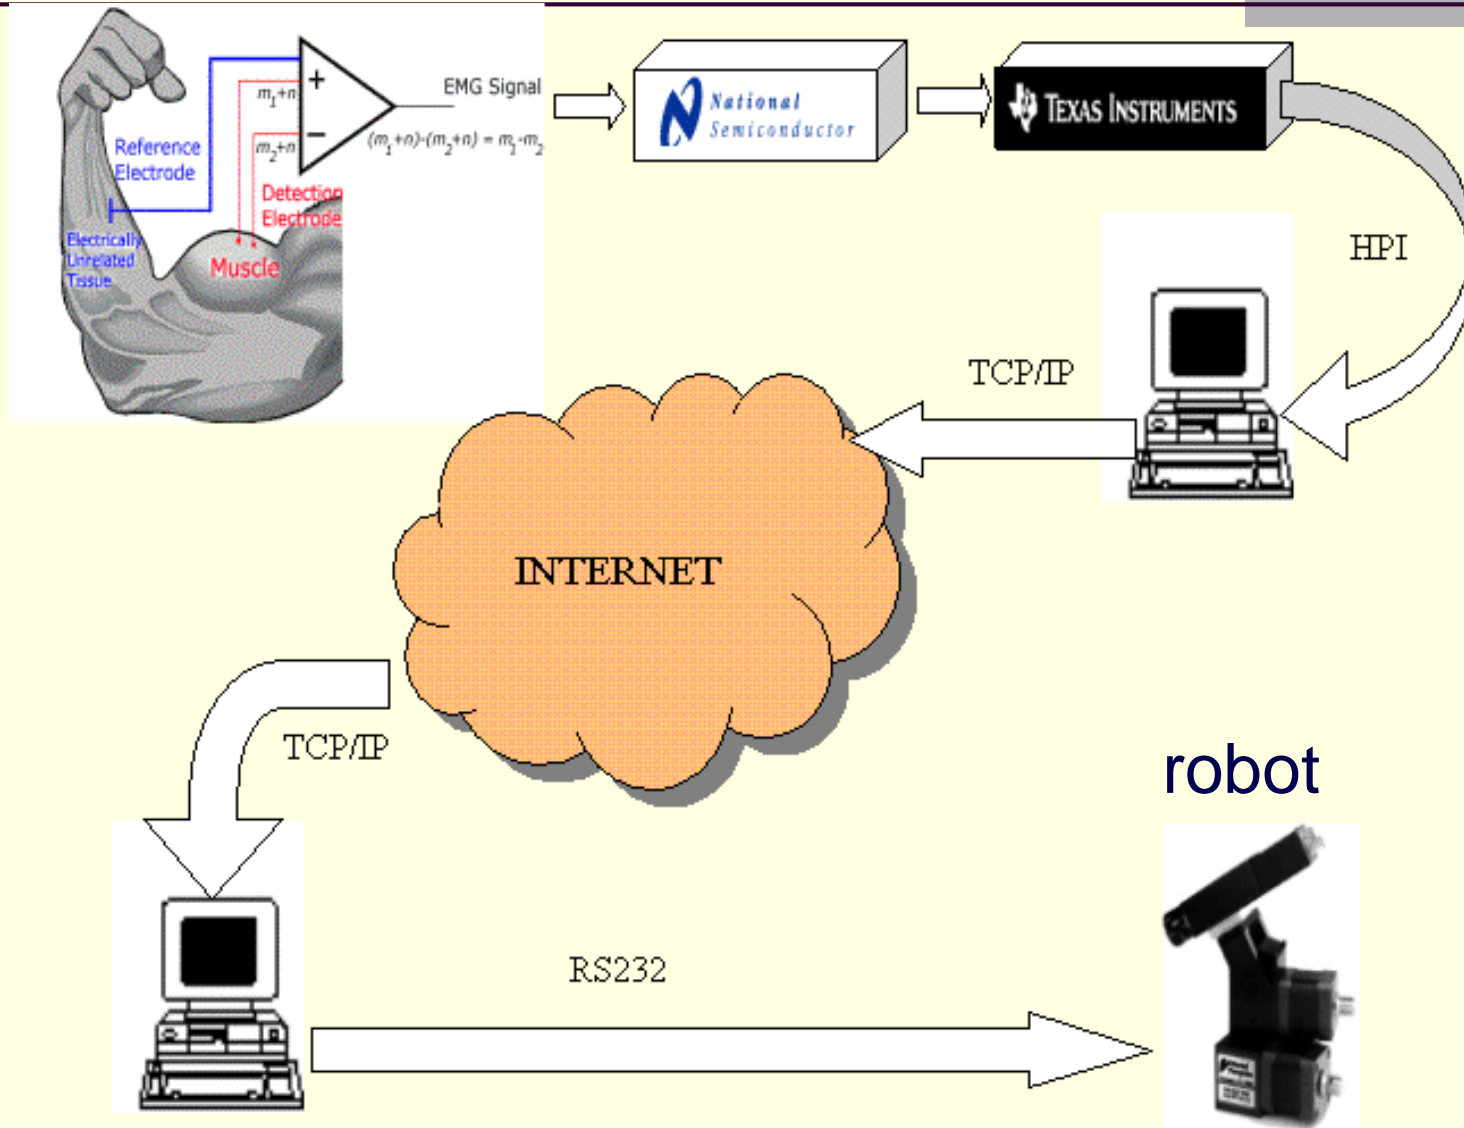 EMG Signal
m1+n
+
m2+n
−
(m1+n)-(m2+n) = m1-m2
Reference
Electrode
Detection
Electrode
Electrically
Unrelated
Tissue
Muscle
National
Semiconductor
TEXAS INSTRUMENTS
HPI
TCP/IP
INTERNET
TCP/IP
robot
RS232